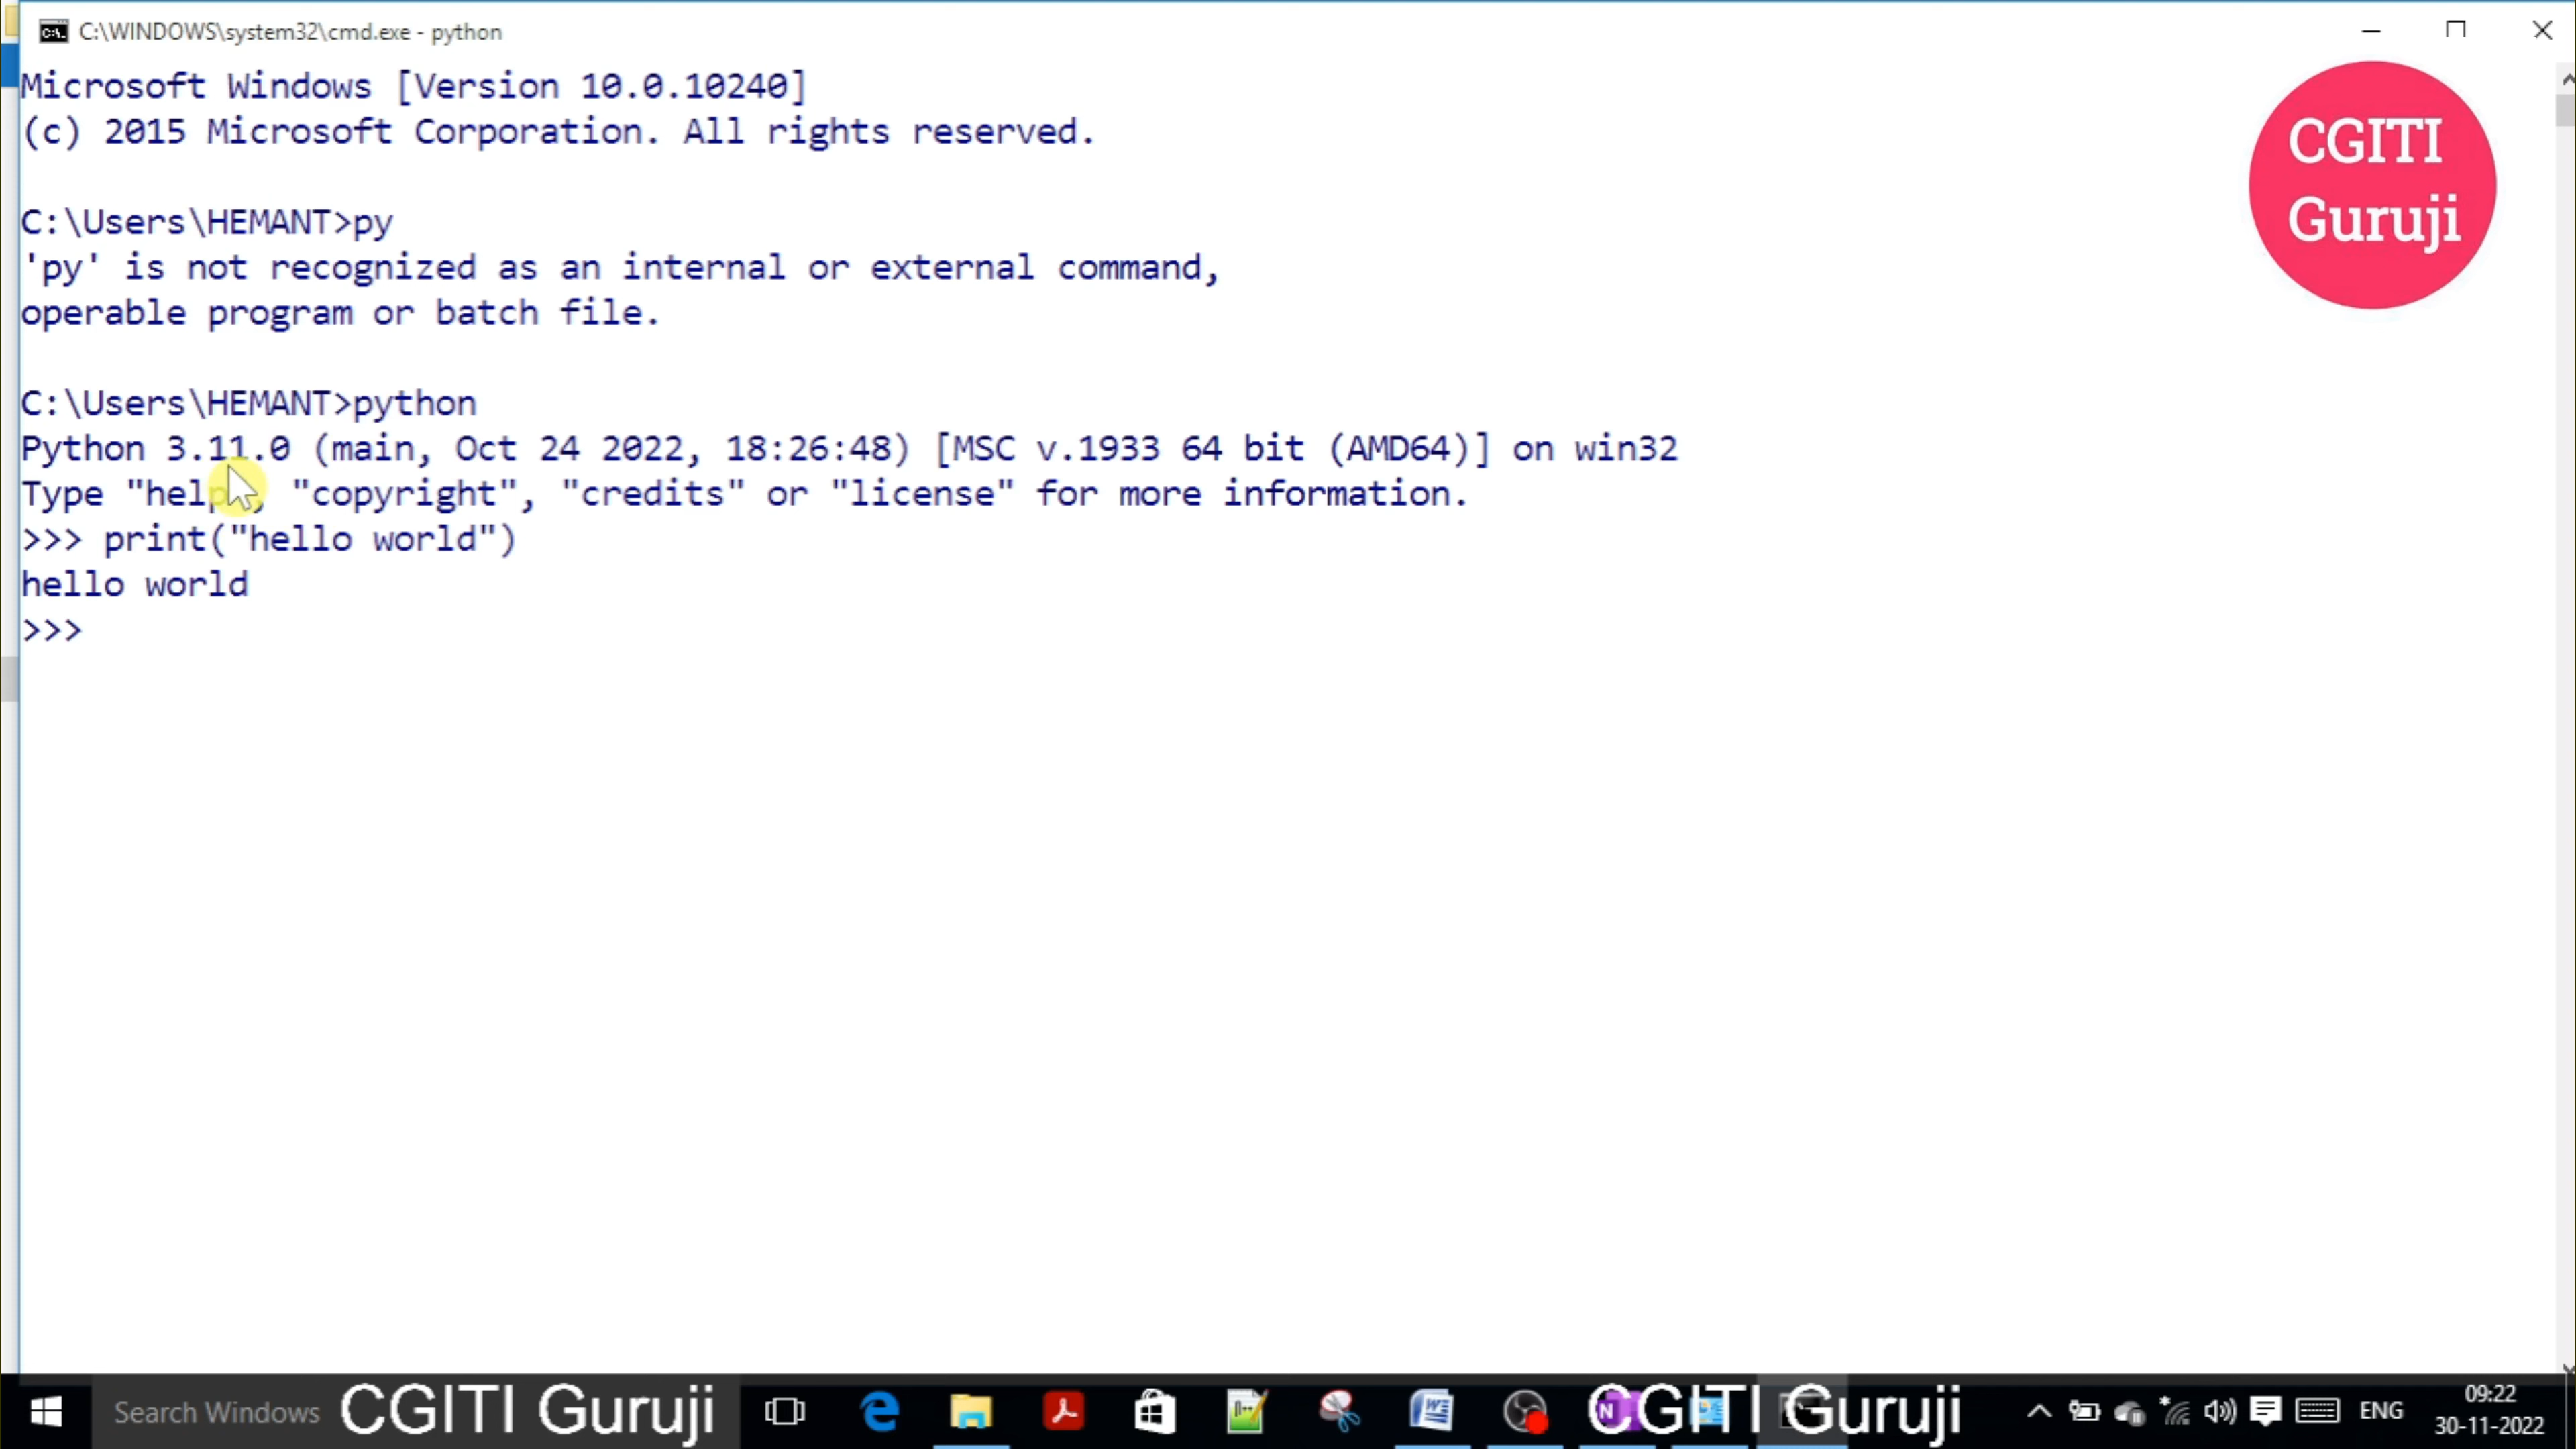 C:\WINDOWS\system32\cmd.exe - python
Microsoft Windows [Version 10.0.10240]
(c) 2015 Microsoft Corporation. All rights reserved.
C:\Users\HEMANT>py
'py' is not recognized as an internal or external command,
operable program or batch file.
C:\Users\HEMANT>python
Python 3.11.0 (main, Oct 24 2022, 18:26:48) [MSC v.1933 64 bit (AMD64)] on win32
Type "help, "copyright", "credits" or "license" for more information.
>>> print("hello world")
hello world
>>>
CGITI
Guruji
Search Windows
CGITI Guruji
CGITI Guruji
ENG
09:22
30-11-2022